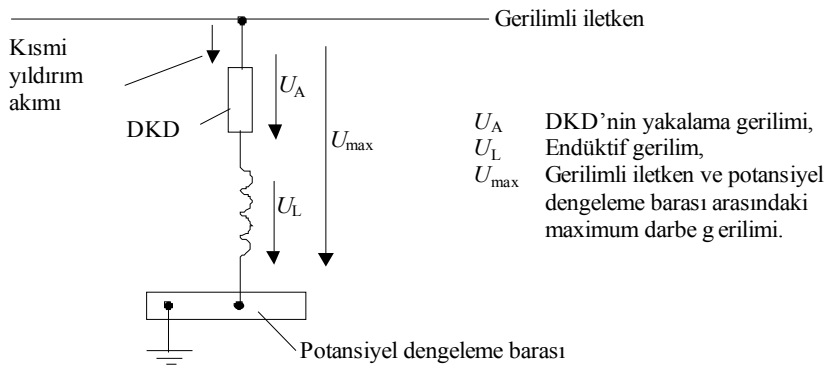 Gerilimli iletken
Kısmi
yıldırım
akımı
DKD
U_A
U_max
U_L
U_A DKD’nin yakalama gerilimi,
U_L Endüktif gerilim,
U_max Gerilimli iletken ve potansiyel
dengeleme barası arasındaki
maximum darbe g erilimi.
Potansiyel dengeleme barası